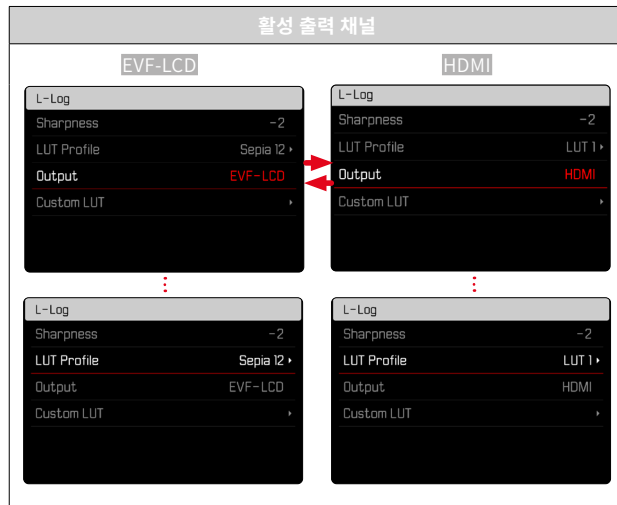 활성 출력 채널
EVF-LCD
HDMI
L-Log
Sharpness -2
LUT Profile Sepia 12
Output EVF-LCD
Custom LUT
L-Log
Sharpness -2
LUT Profile LUT 1
Output HDMI
Custom LUT
L-Log
Sharpness -2
LUT Profile Sepia 12
Output EVF-LCD
Custom LUT
L-Log
Sharpness -2
LUT Profile LUT 1
Output HDMI
Custom LUT